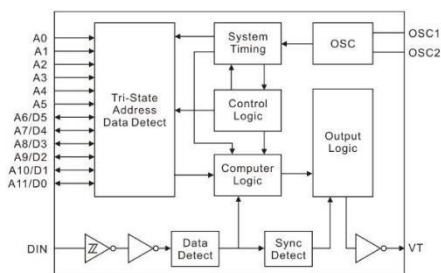 A0
A1
A2
A3
A4
A5
A6/D5
A7/D4
A8/D3
A9/D2
A10/D1
A11/D0
DIN
Tri-State
Address
Data Detect
System
Timing
OSC
OSC1
OSC2
Control
Logic
Computer
Logic
Output
Logic
Data
Detect
Sync
Detect
VT